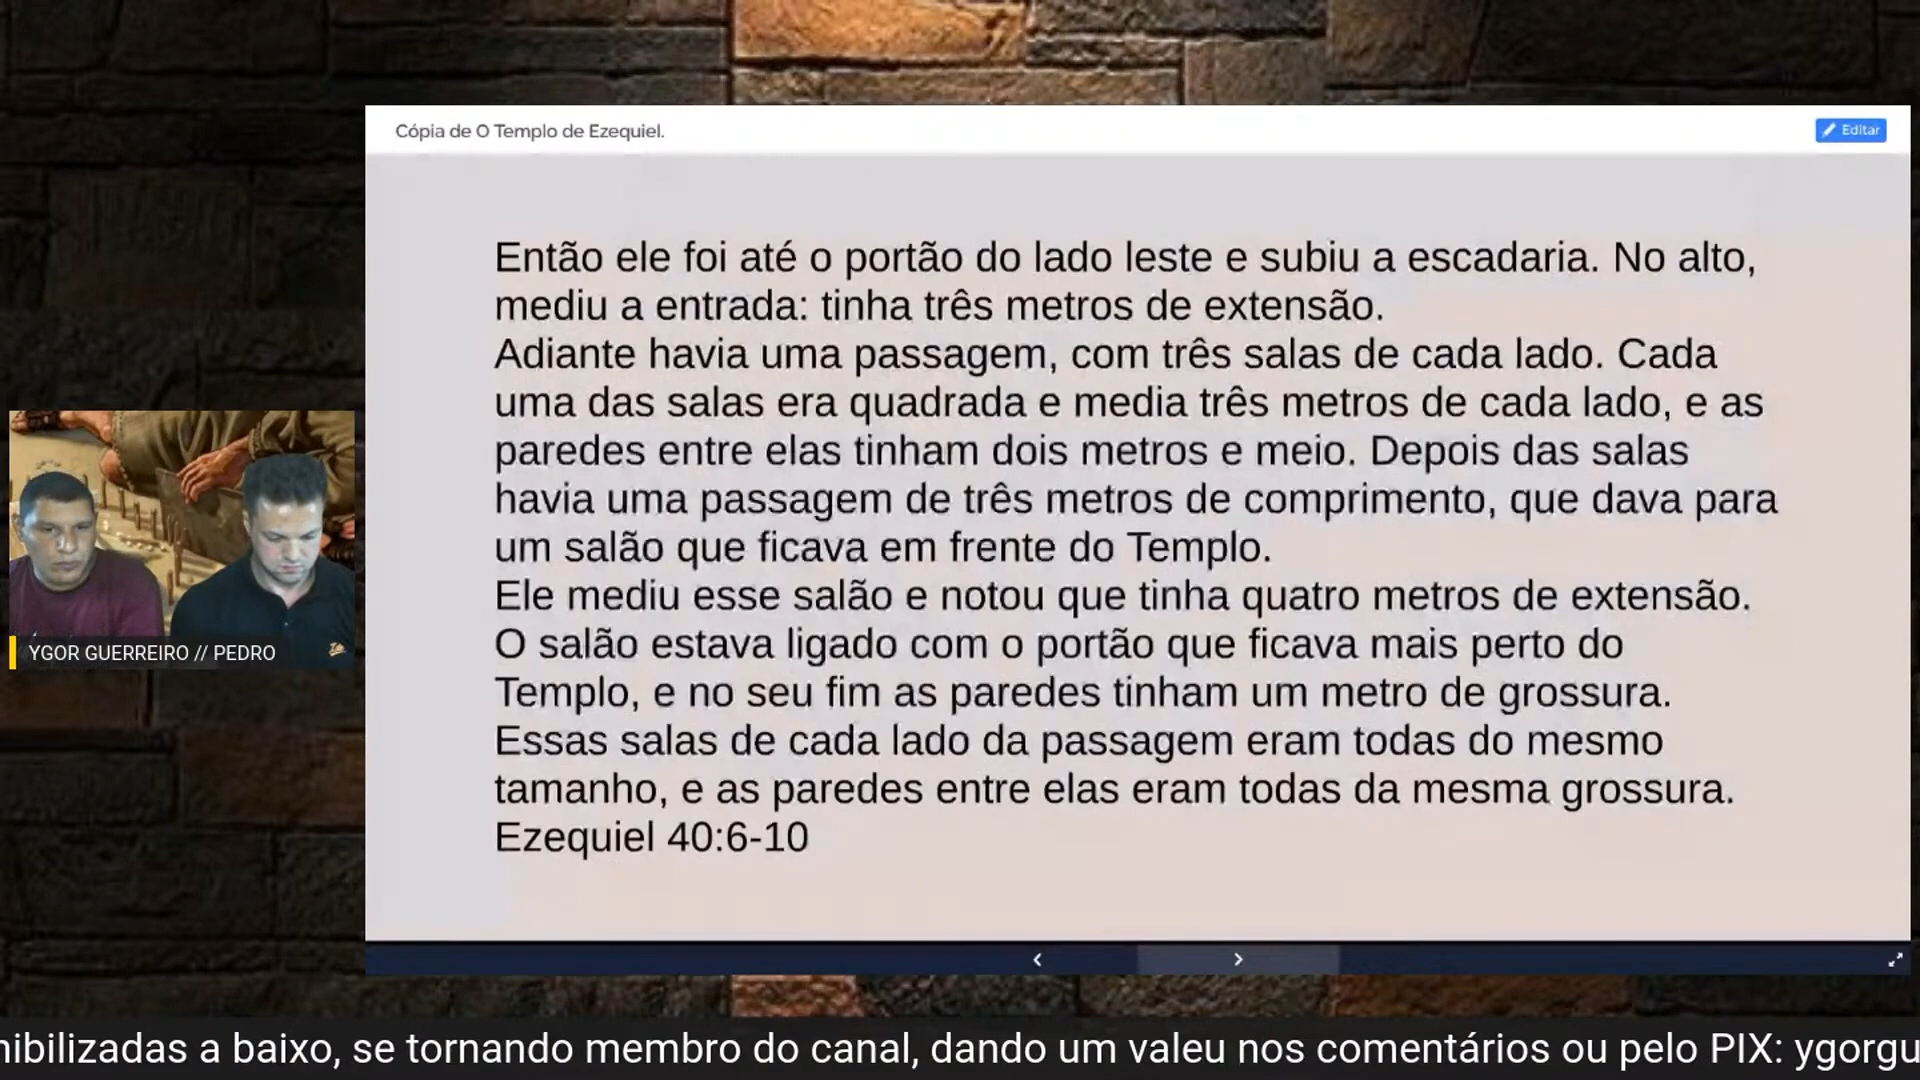 Cópia de O Templo de Ezequiel.
Editar
Então ele foi até o portão do lado leste e subiu a escadaria. No alto,
mediu a entrada: tinha três metros de extensão.
Adiante havia uma passagem, com três salas de cada lado. Cada
uma das salas era quadrada e media três metros de cada lado, e as
paredes entre elas tinham dois metros e meio. Depois das salas
havia uma passagem de três metros de comprimento, que dava para
um salão que ficava em frente do Templo.
Ele mediu esse salão e notou que tinha quatro metros de extensão.
O salão estava ligado com o portão que ficava mais perto do
Templo, e no seu fim as paredes tinham um metro de grossura.
Essas salas de cada lado da passagem eram todas do mesmo
tamanho, e as paredes entre elas eram todas da mesma grossura.
Ezequiel 40:6-10
YGOR GUERREIRO // PEDRO
nibilizadas a baixo, se tornando membro do canal, dando um valeu nos comentários ou pelo PIX: ygorgu